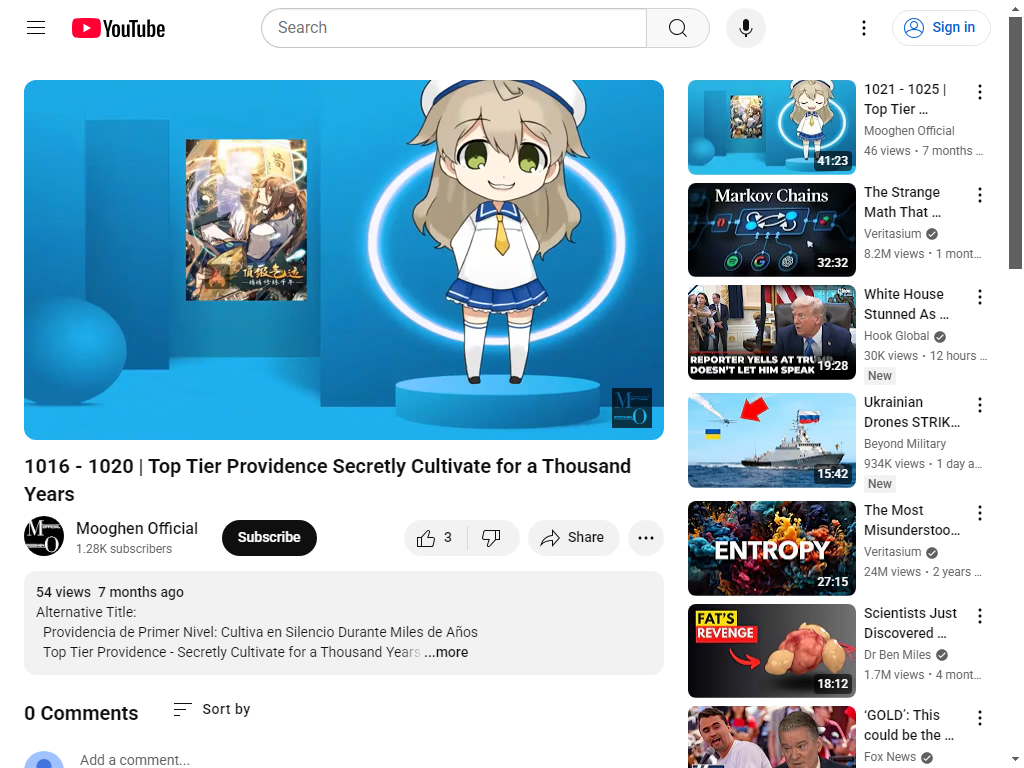 YouTube
Search
Sign in
頂級气运
1016 - 1020 | Top Tier Providence Secretly Cultivate for a Thousand
Years
Mooghen Official
1.28K subscribers
Subscribe
3
Share
54 views 7 months ago
Alternative Title:
Providencia de Primer Nivel: Cultiva en Silencio Durante Miles de Años
Top Tier Providence - Secretly Cultivate for a Thousand Years ...more
0 Comments
Sort by
Add a comment...
41:23
1021 - 1025 |
Top Tier ...
Mooghen Official
46 views • 7 months ...
Markov Chains
32:32
The Strange
Math That ...
Veritasium
8.2M views • 1 mont...
REPORTER YELLS AT TRUMP
DOESN'T LET HIM SPEAK
19:28
White House
Stunned As ...
Hook Global
30K views • 12 hours ...
New
15:42
Ukrainian
Drones STRIK...
Beyond Military
934K views • 1 day a...
New
ENTROPY
27:15
The Most
Misunderstoo...
Veritasium
24M views • 2 years ...
FAT'S
REVENGE
18:12
Scientists Just
Discovered ...
Dr Ben Miles
1.7M views • 4 mont...
'GOLD': This
could be the ...
Fox News